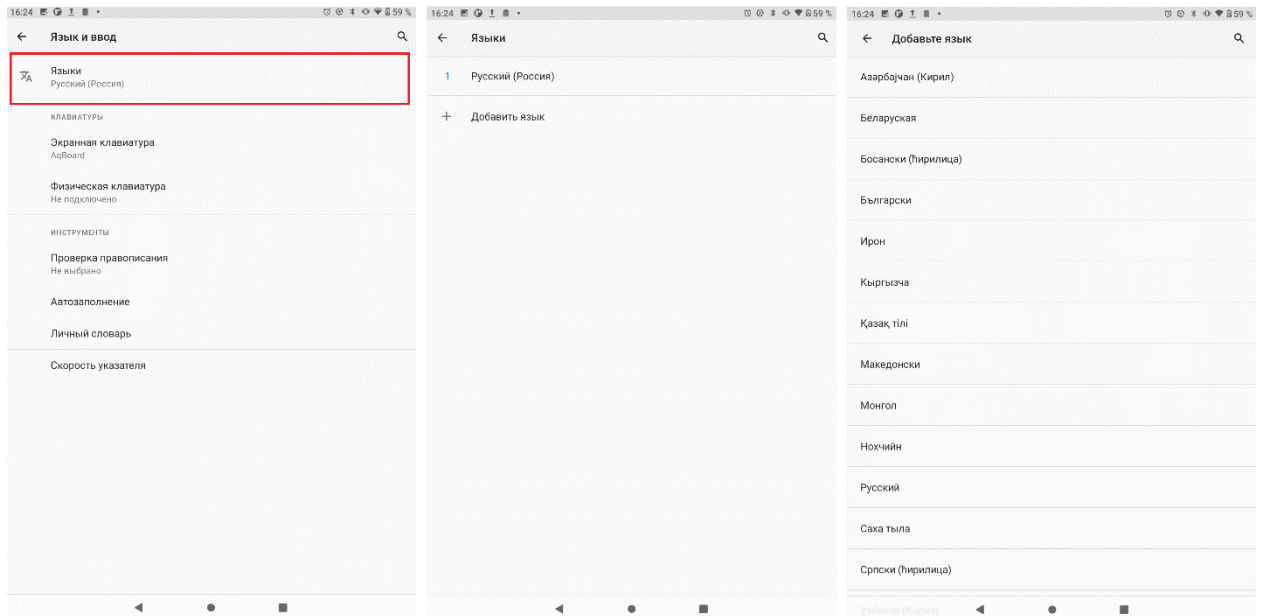 16:24 59 %
Язык и ввод
Языки
Русский (Россия)
КЛАВИАТУРЫ
Экранная клавиатура
AqBoard
Физическая клавиатура
Не подключено
ИНСТРУМЕНТЫ
Проверка правописания
Не выбрано
Автозаполнение
Личный словарь
Скорость указателя
16:24 59 %
Языки
1 Русский (Россия)
+ Добавить язык
16:24 59 %
Добавьте язык
Азәрбајҹан (Кирил)
Беларуская
Босански (ћирилица)
Български
Ирон
Кыргызча
Қазақ тілі
Македонски
Монгол
Нохчийн
Русский
Саха тыла
Српски (ћирилица)
Ўзбекча (Кирил)